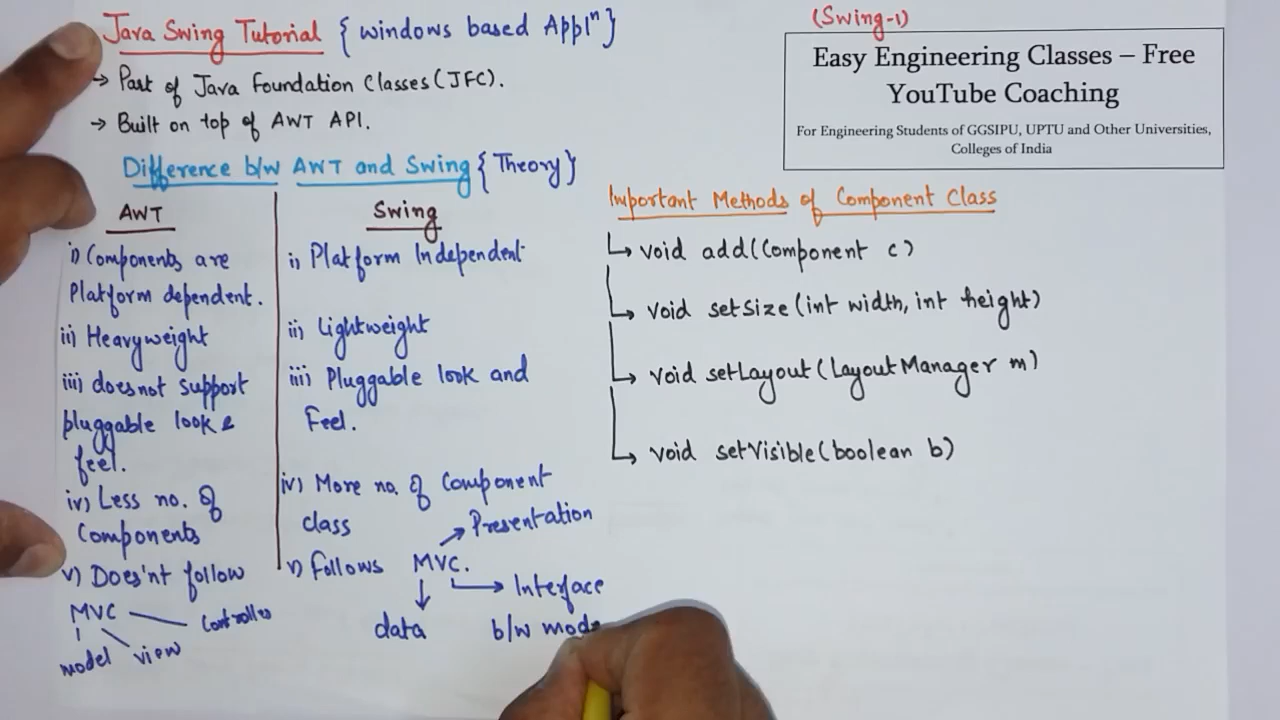 Java Swing Tutorial {windows based Applⁿ}
(Swing-1)
Easy Engineering Classes – Free
YouTube Coaching
For Engineering Students of GGSIPU, UPTU and Other Universities,
Colleges of India
→ Part of Java Foundation Classes (JFC).
→ Built on top of AWT API.
Difference b/w AWT and Swing {Theory}
AWT
i) Components are
Platform dependent.
ii) Heavyweight
iii) doesnot support
pluggable look &
feel.
iv) Less no. of
Components
v) Does'nt follow
MVC
Controller
model view
Swing
i) Platform Independent
ii) Lightweight
iii) Pluggable look and
Feel.
iv) More no. of Component
class
Presentation
v) Follows MVC.
Interface
data b/w
Important Methods of Component Class
↳ void add(Component c)
↳ void setSize(int width, int height)
↳ void setLayout(LayoutManager m)
↳ void setVisible(boolean b)